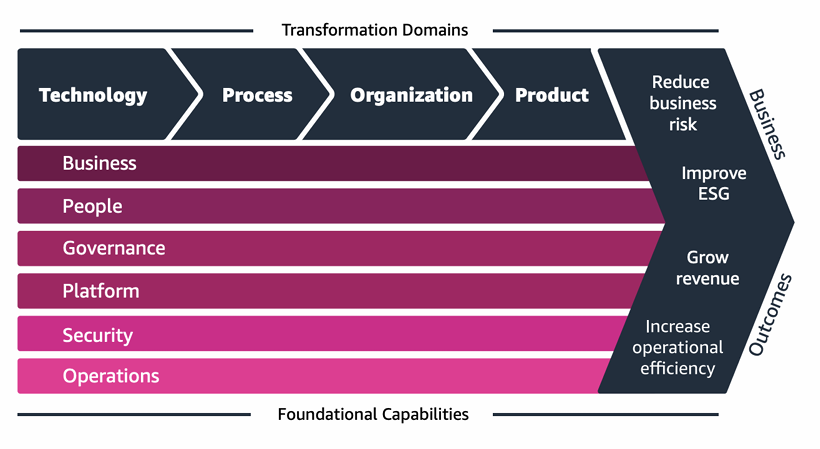 Transformation Domains
Technology
Process
Organization
Product
Business
People
Governance
Platform
Security
Operations
Reduce
business
risk
Improve
ESG
Grow
revenue
Increase
operational
efficiency
Business
Outcomes
Foundational Capabilities